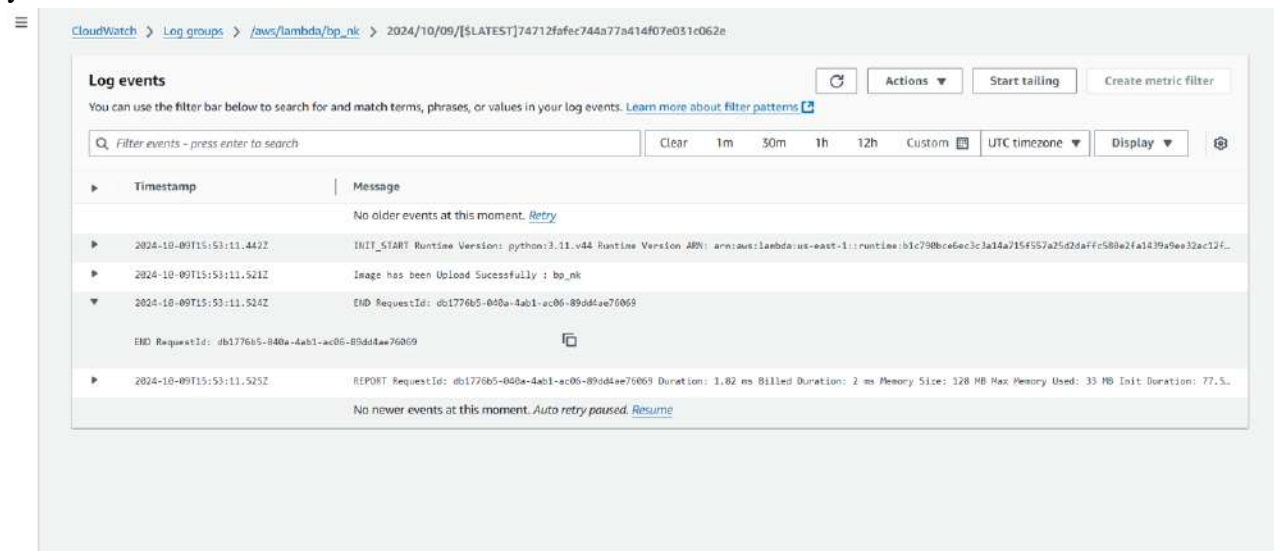 CloudWatch > Log groups > /aws/lambda/bp_nk > 2024/10/09/[$LATEST]74712fafec744a77a414f07e031c062e
Log events
Actions ▼ Start tailing Create metric filter
You can use the filter bar below to search for and match terms, phrases, or values in your log events. Learn more about filter patterns
Filter events - press enter to search Clear 1m 30m 1h 12h Custom UTC timezone ▼ Display ▼
Timestamp Message
No older events at this moment. Retry
2024-10-09T15:53:11.442Z INIT_START Runtime Version: python:3.11.v44 Runtime Version ARN: arn:aws:lambda:us-east-1::runtime:
2024-10-09T15:53:11.521Z Image has been Upload Sucessfully : bp_nk
2024-10-09T15:53:11.524Z END RequestId: db1776b5-040a-4ab1-ac06-89dd4ae76069
END RequestId: db1776b5-040a-4ab1-ac06-89dd4ae76069
2024-10-09T15:53:11.525Z REPORT RequestId: db1776b5-040a-4ab1-ac06-89dd4ae76069 Duration: 1.82 ms Billed Duration: 2 ms Memory Size: 128 MB Max Memory Used: 33 MB Init Duration: 77.5…
No newer events at this moment. Auto retry paused. Resume